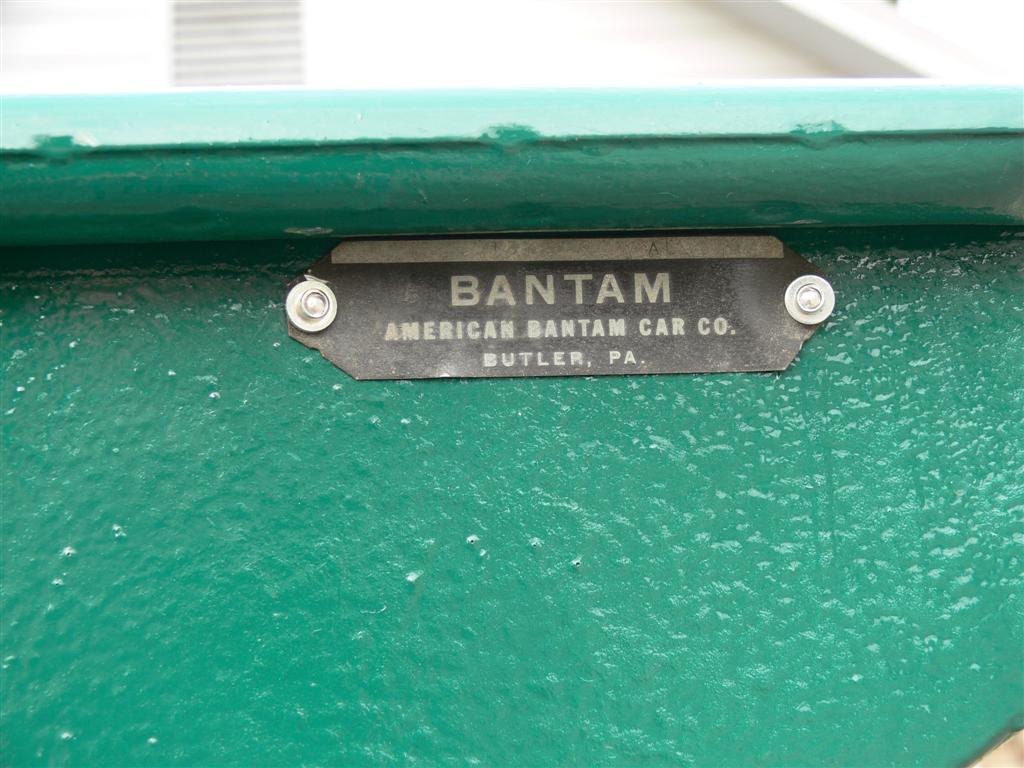 BANTAM
AMERICAN BANTAM CAR CO.
BUTLER, PA.